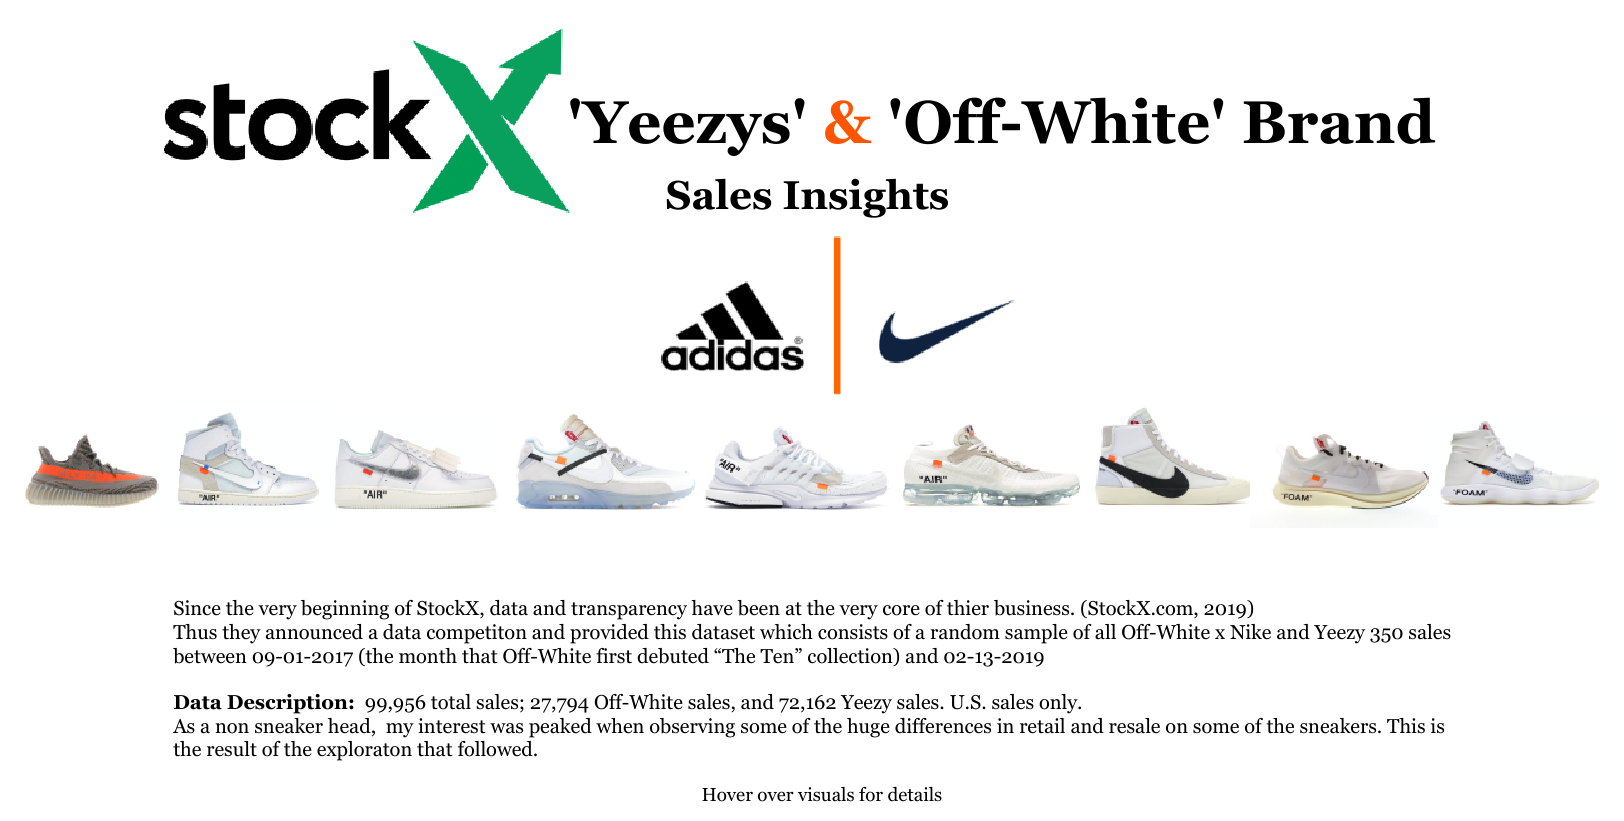 stockX 'Yeezys' & 'Off-White' Brand
Sales Insights
adidas®
"AIR"
"AIR"
"AIR"
"AIR"
"FOAM"
"FOAM"
Since the very beginning of StockX, data and transparency have been at the very core of thier business. (StockX.com, 2019)
Thus they announced a data competiton and provided this dataset which consists of a random sample of all Off-White x Nike and Yeezy 350 sales
between 09-01-2017 (the month that Off-White first debuted “The Ten” collection) and 02-13-2019
Data Description:  99,956 total sales; 27,794 Off-White sales, and 72,162 Yeezy sales. U.S. sales only.
As a non sneaker head,  my interest was peaked when observing some of the huge differences in retail and resale on some of the sneakers. This is
the result of the exploraton that followed.
Hover over visuals for details